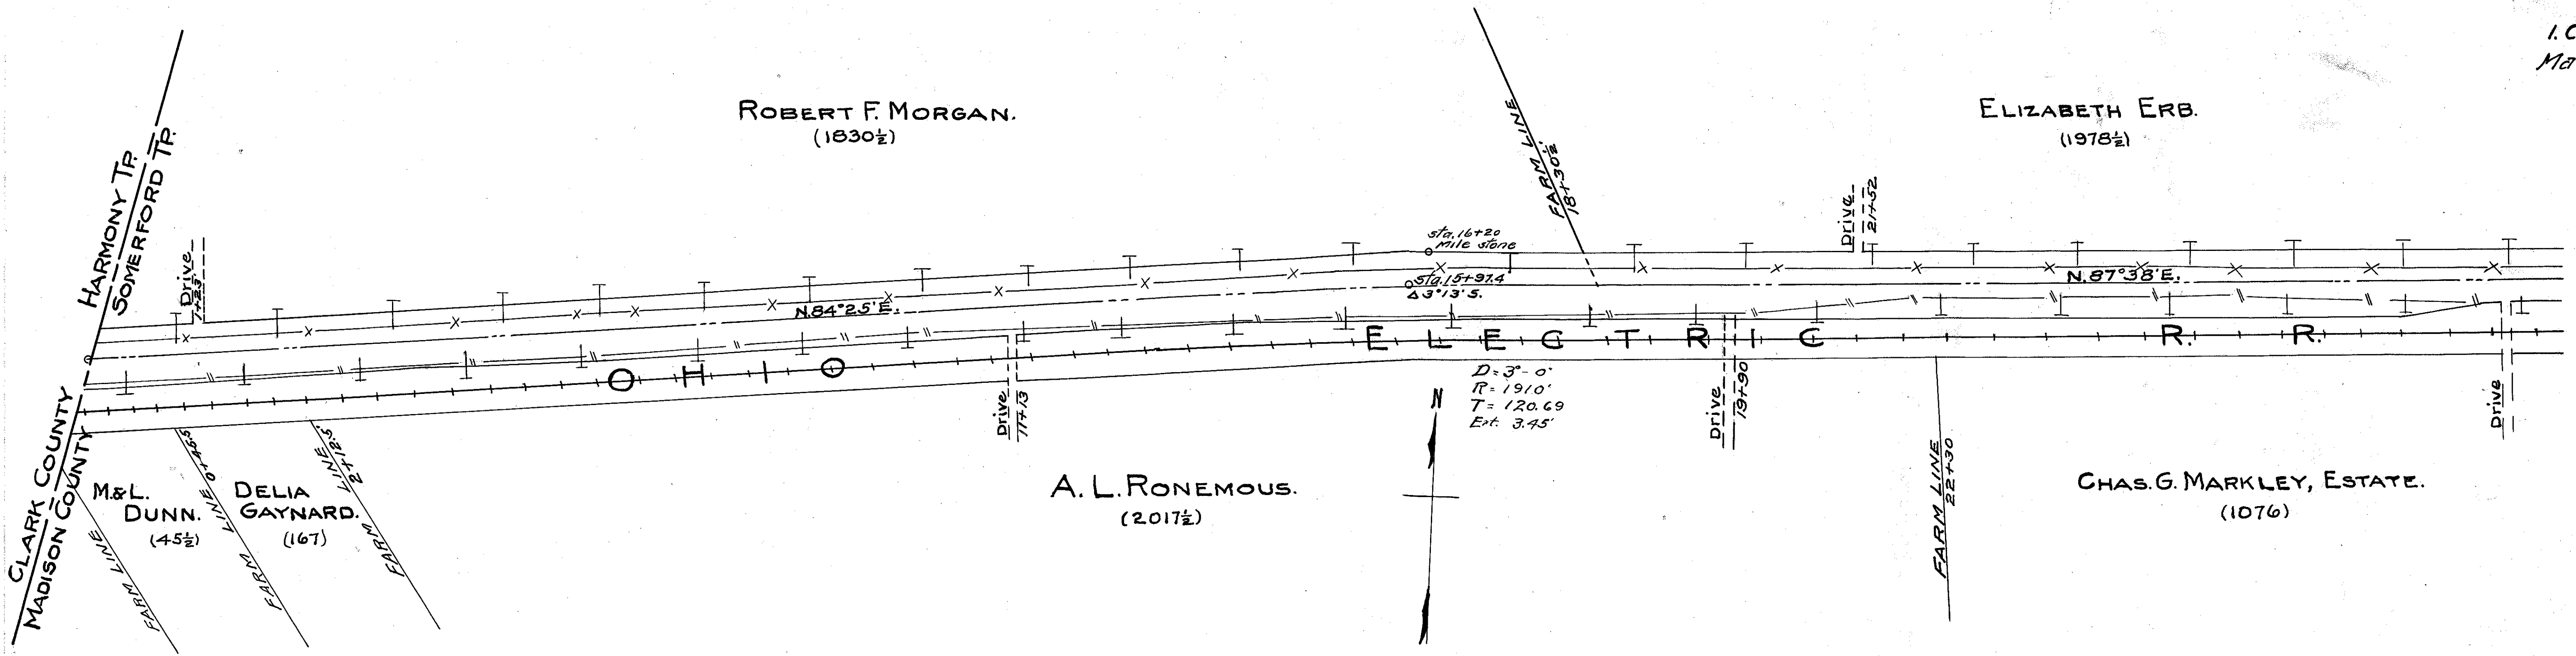 HARMONY TP.
SOMERFORD TP.
CLARK COUNTY
MADISON COUNTY
Drive
1+23
ROBERT F. MORGAN.
(1830½)
N.84°25'E.
OHIO ELECTRIC R. R.
M.&L.
DUNN.
(45½)
FARM LINE
FARM LINE 0+45.5
DELIA
GAYNARD.
(167)
FARM LINE
2+12.5
Drive
11+13
A. L. RONEMOUS.
(2017½)
sta. 16+20
Mile stone
sta. 15+97.4
Δ3°13'S.
D=3°-0'
R=1910'
T=120.69
Ext. 3.45'
N
FARM LINE
18+30½
Drive
19+90
Drive
21+52
ELIZABETH ERB.
(1978½)
N.87°38'E.
FARM LINE
22+30
CHAS. G. MARKLEY, ESTATE.
(1076)
Drive